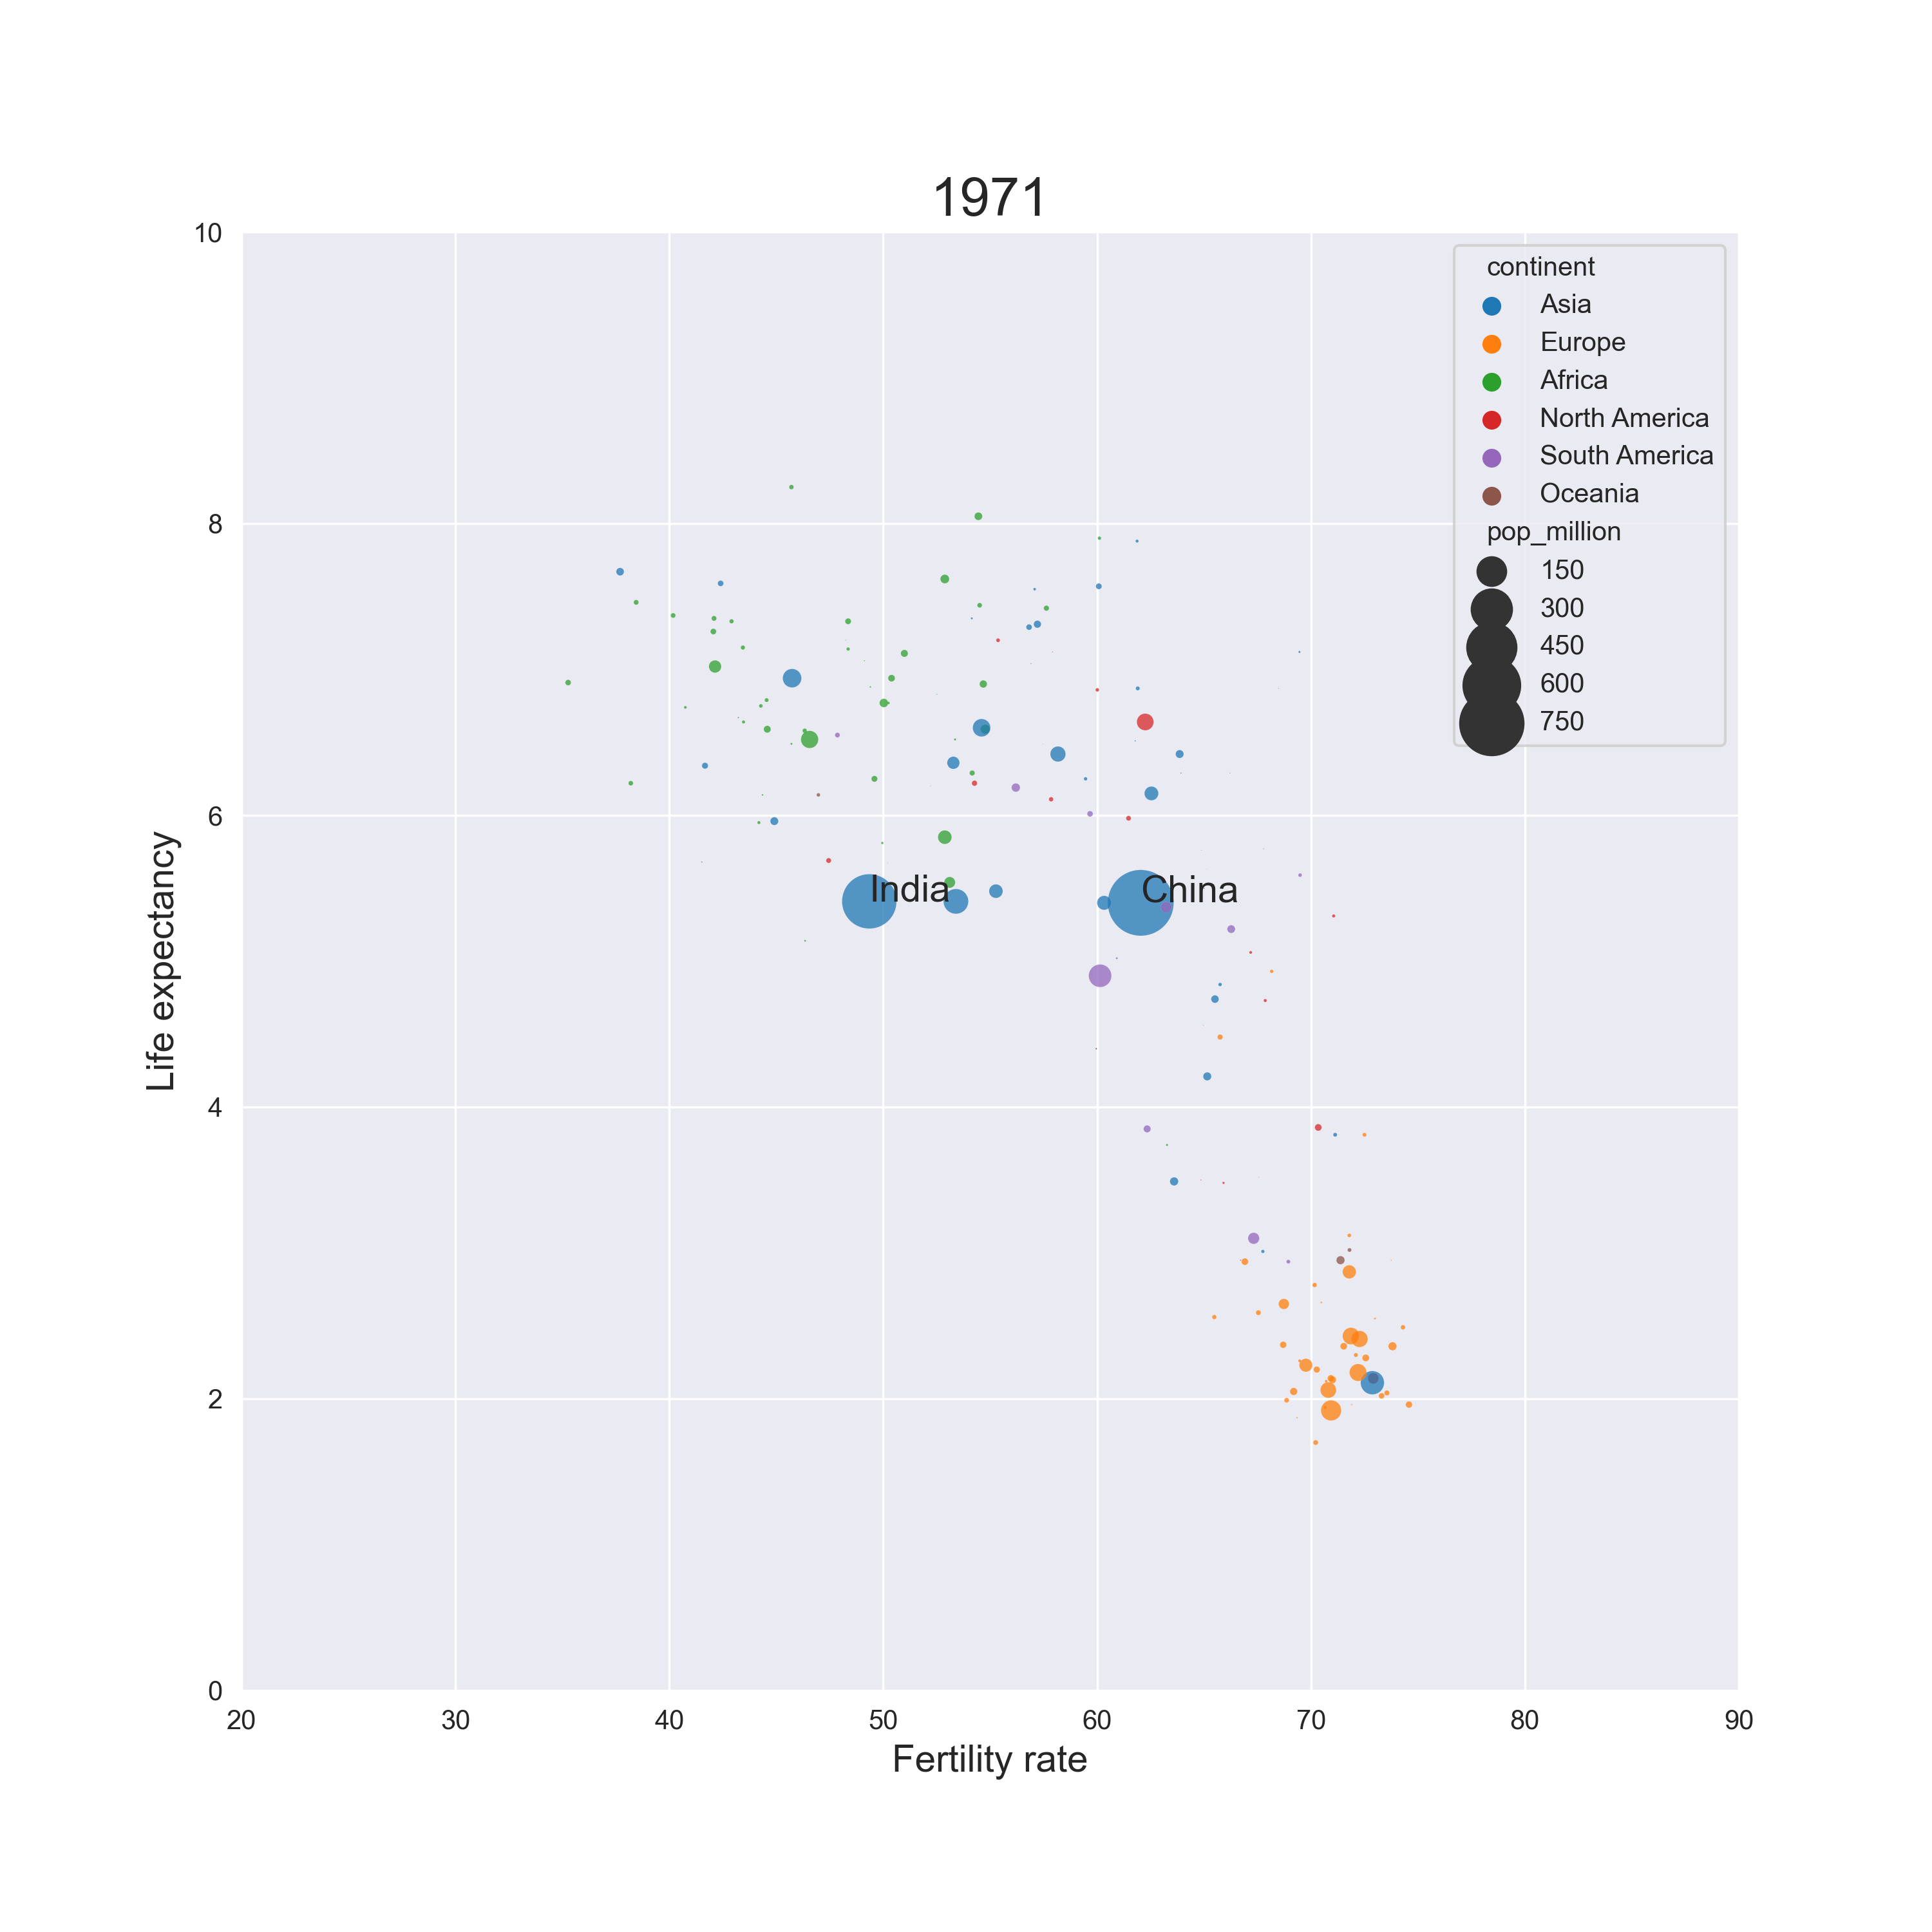 1971
10
8
6
4
2
0
Life expectancy
continent
Asia
Europe
Africa
North America
South America
Oceania
pop_million
150
300
450
600
750
India
China
20 30 40 50 60 70 80 90
Fertility rate